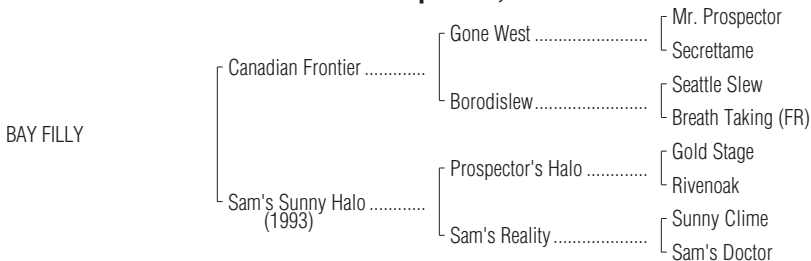 Mr. Prospector
Gone West ........................
Secrettame
Canadian Frontier .............
Seattle Slew
Borodislew........................
Breath Taking (FR)
BAY FILLY
Gold Stage
Prospector's Halo .............
Rivenoak
Sam's Sunny Halo ............
(1993)
Sunny Clime
Sam's Reality....................
Sam's Doctor